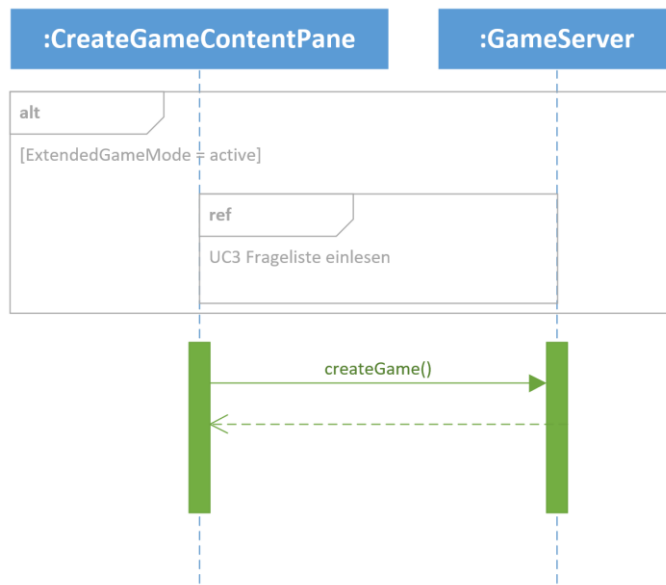 :CreateGameContentPane
:GameServer
alt
[ExtendedGameMode = active]
ref
UC3 Frageliste einlesen
createGame()